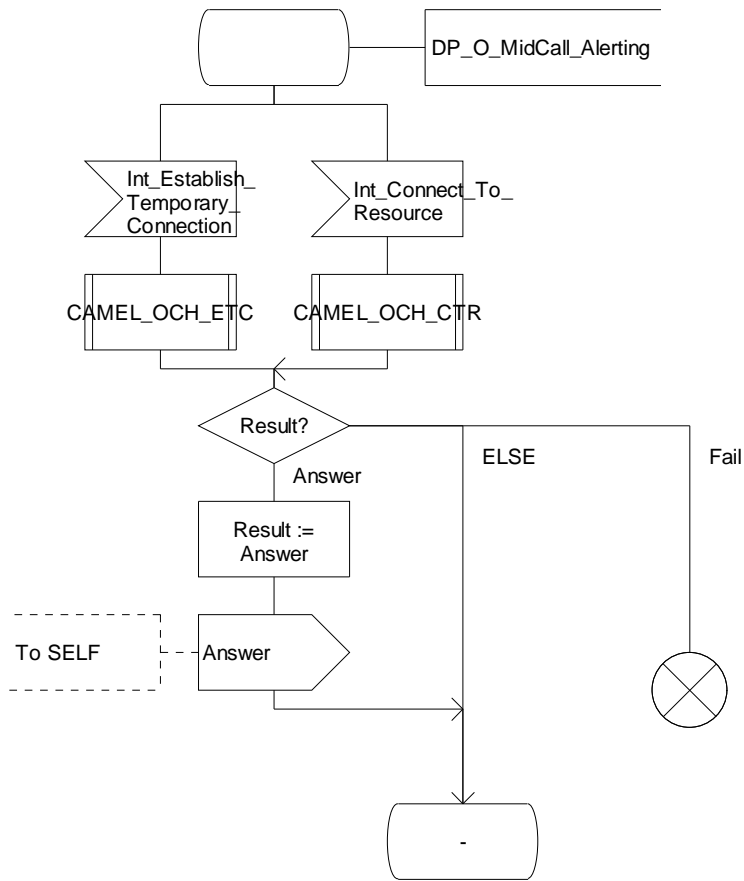 DP_O_MidCall_Alerting
Int_Establish_
Temporary_
Connection
Int_Connect_To_
Resource
CAMEL_OCH_ETC
CAMEL_OCH_CTR
Result?
ELSE
Fail
Answer
Result :=
Answer
To SELF
Answer
-